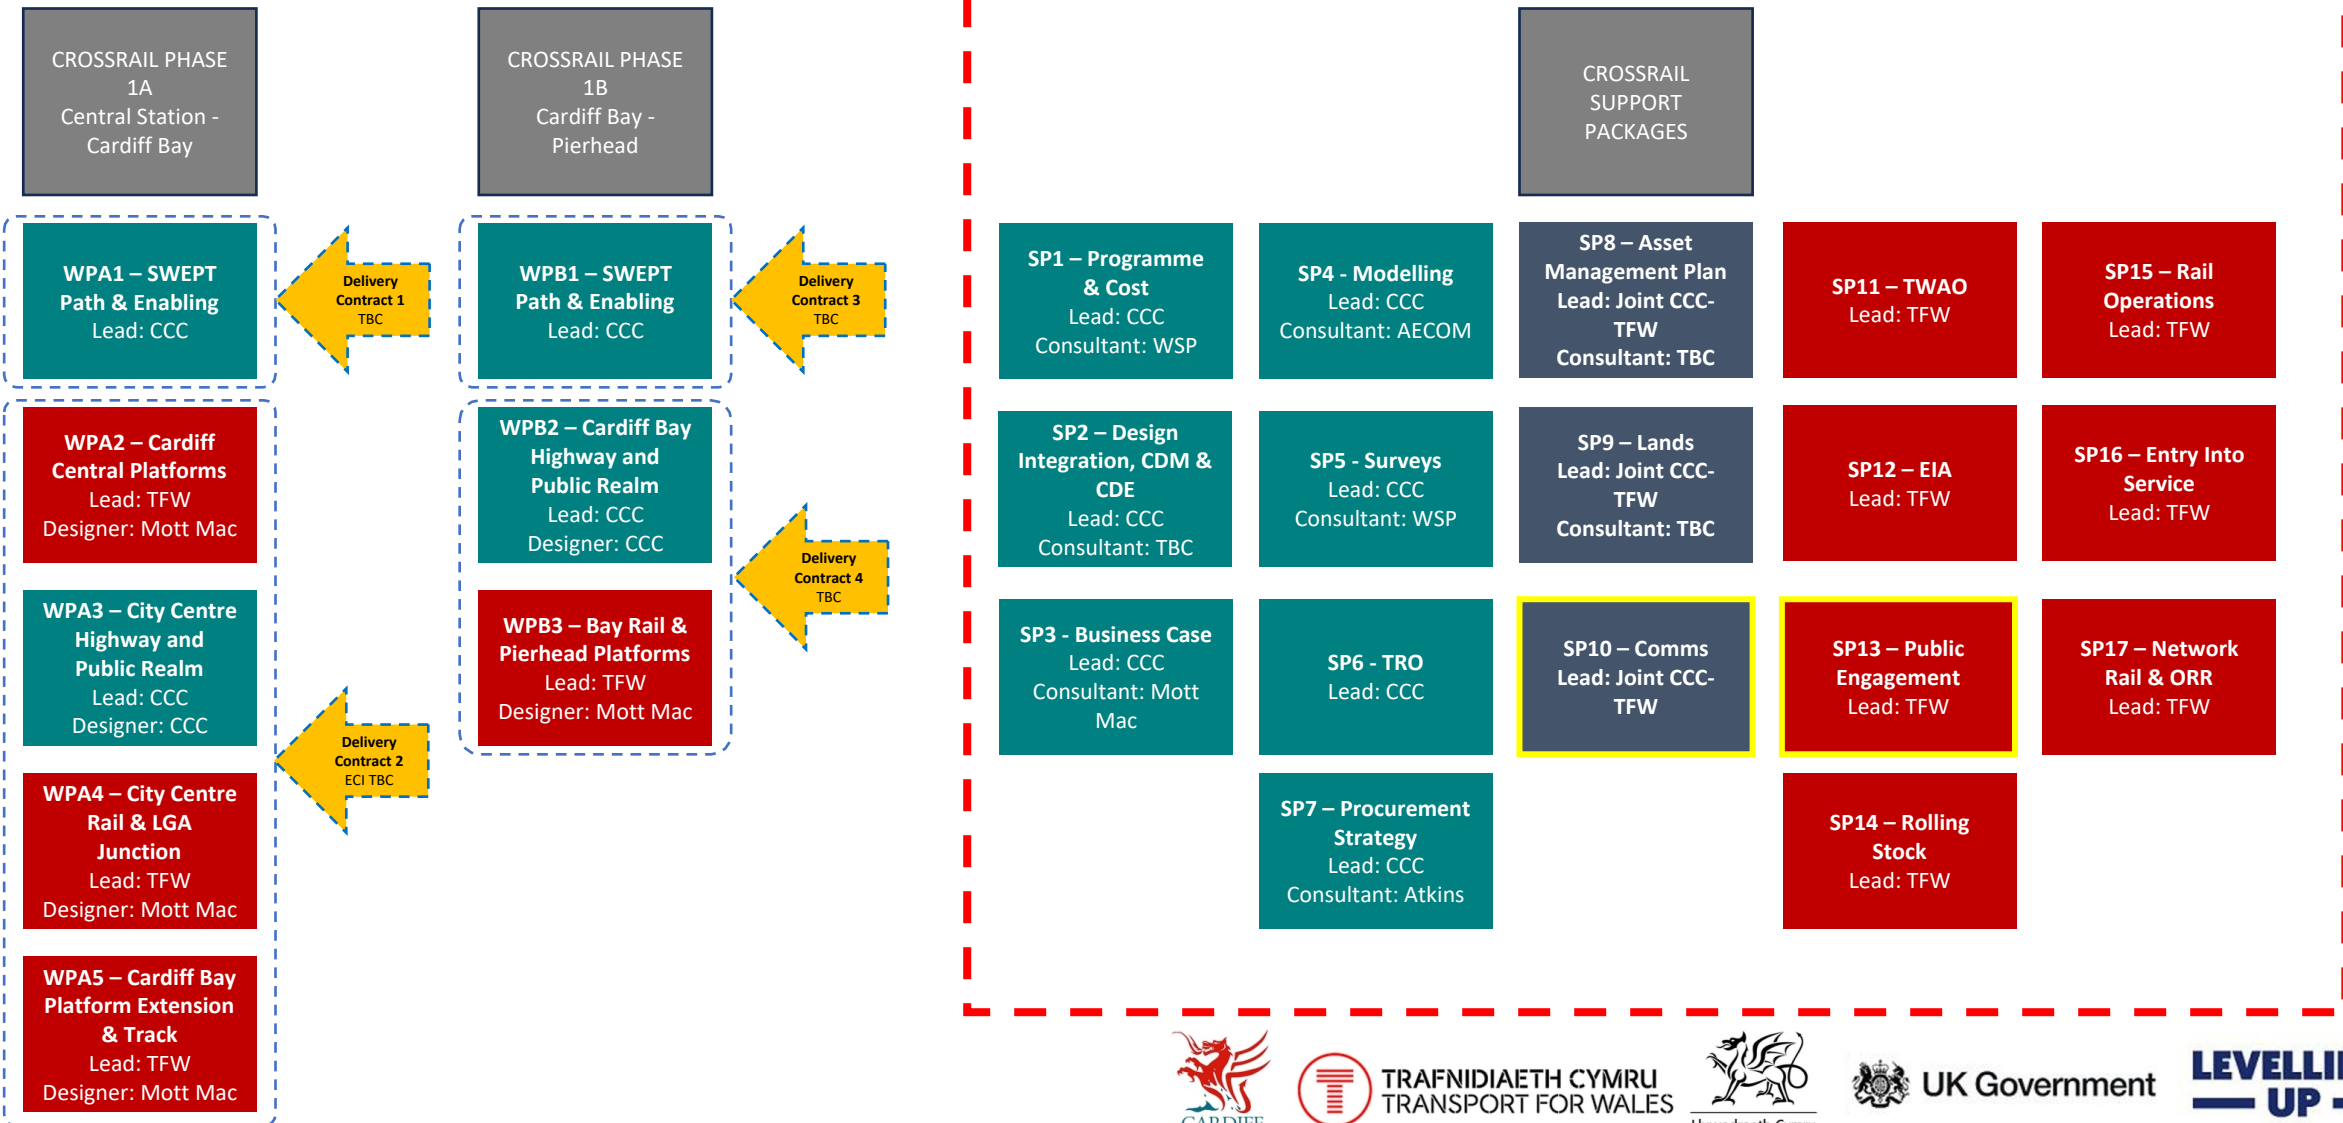 CROSSRAIL PHASE
1A
Central Station -
Cardiff Bay
WPA1 – SWEPT
Path & Enabling
Lead: CCC
Delivery
Contract 1
TBC
WPA2 – Cardiff
Central Platforms
Lead: TFW
Designer: Mott Mac
WPA3 – City Centre
Highway and
Public Realm
Lead: CCC
Designer: CCC
WPA4 – City Centre
Rail & LGA
Junction
Lead: TFW
Designer: Mott Mac
WPA5 – Cardiff Bay
Platform Extension
& Track
Lead: TFW
Designer: Mott Mac
Delivery
Contract 2
ECI TBC
CROSSRAIL PHASE
1B
Cardiff Bay -
Pierhead
WPB1 – SWEPT
Path & Enabling
Lead: CCC
Delivery
Contract 3
TBC
WPB2 – Cardiff Bay
Highway and
Public Realm
Lead: CCC
Designer: CCC
WPB3 – Bay Rail &
Pierhead Platforms
Lead: TFW
Designer: Mott Mac
Delivery
Contract 4
TBC
CROSSRAIL
SUPPORT
PACKAGES
SP1 – Programme
& Cost
Lead: CCC
Consultant: WSP
SP2 – Design
Integration, CDM &
CDE
Lead: CCC
Consultant: TBC
SP3 - Business Case
Lead: CCC
Consultant: Mott
Mac
SP4 - Modelling
Lead: CCC
Consultant: AECOM
SP5 - Surveys
Lead: CCC
Consultant: WSP
SP6 - TRO
Lead: CCC
SP7 – Procurement
Strategy
Lead: CCC
Consultant: Atkins
SP8 – Asset
Management Plan
Lead: Joint CCC-
TFW
Consultant: TBC
SP9 – Lands
Lead: Joint CCC-
TFW
Consultant: TBC
SP10 – Comms
Lead: Joint CCC-
TFW
SP11 – TWAO
Lead: TFW
SP12 – EIA
Lead: TFW
SP13 – Public
Engagement
Lead: TFW
SP14 – Rolling
Stock
Lead: TFW
SP15 – Rail
Operations
Lead: TFW
SP16 – Entry Into
Service
Lead: TFW
SP17 – Network
Rail & ORR
Lead: TFW
CARDIFF
TRAFNIDIAETH CYMRU
TRANSPORT FOR WALES
UK Government
UP